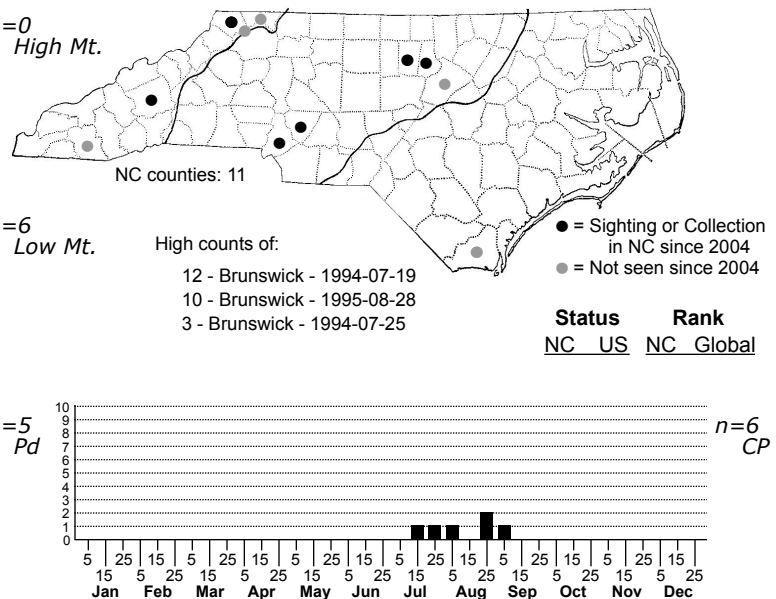 =0
High Mt.
NC counties: 11
=6
Low Mt.
High counts of:
12 - Brunswick - 1994-07-19
10 - Brunswick - 1995-08-28
3 - Brunswick - 1994-07-25
= Sighting or Collection
in NC since 2004
= Not seen since 2004
Status Rank
NC US NC Global
=5
Pd
n=6
CP
10
9
8
7
6
5
4
3
2
1
0
5 25 15 5 25 15 5 25 15 5 25 15 5 25 15 5 25 15
15 5 25 15 5 25 15 5 25 15 5 25 15 5 25 15 5 25
Jan Feb Mar Apr May Jun Jul Aug Sep Oct Nov Dec